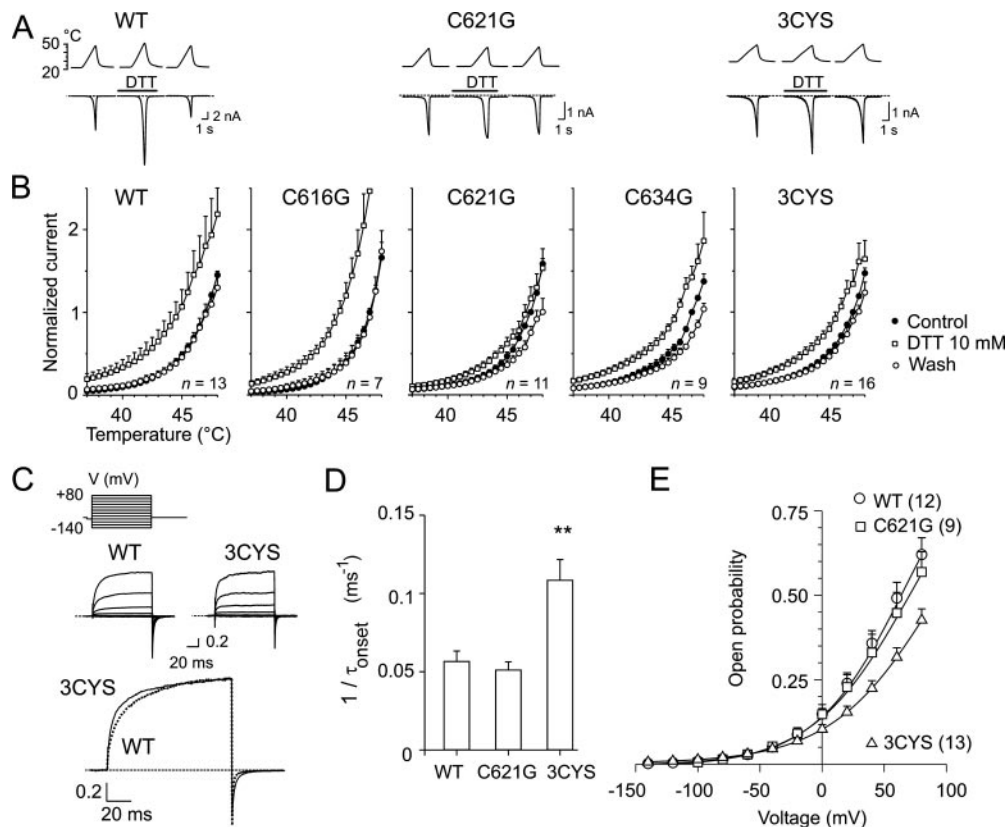 A
WT
C621G
3CYS
°C
50
20
DTT
DTT
DTT
2 nA
1 s
1 nA
1 s
1 nA
1 s
B
WT
C616G
C621G
C634G
3CYS
Normalized current
2
1
0
n = 13
n = 7
n = 11
n = 9
n = 16
Control
DTT 10 mM
Wash
40 45
40 45
40 45
40 45
40 45
Temperature (°C)
C
V (mV)
+80
-140
WT
3CYS
0.2
20 ms
3CYS
WT
0.2
20 ms
D
1 / τonset (ms-1)
0.15
0.1
0.05
0
**
WT
C621G
3CYS
E
Open probability
0.75
0.50
0.25
WT (12)
C621G (9)
3CYS (13)
-150 -100 -50 0 50 100
Voltage (mV)